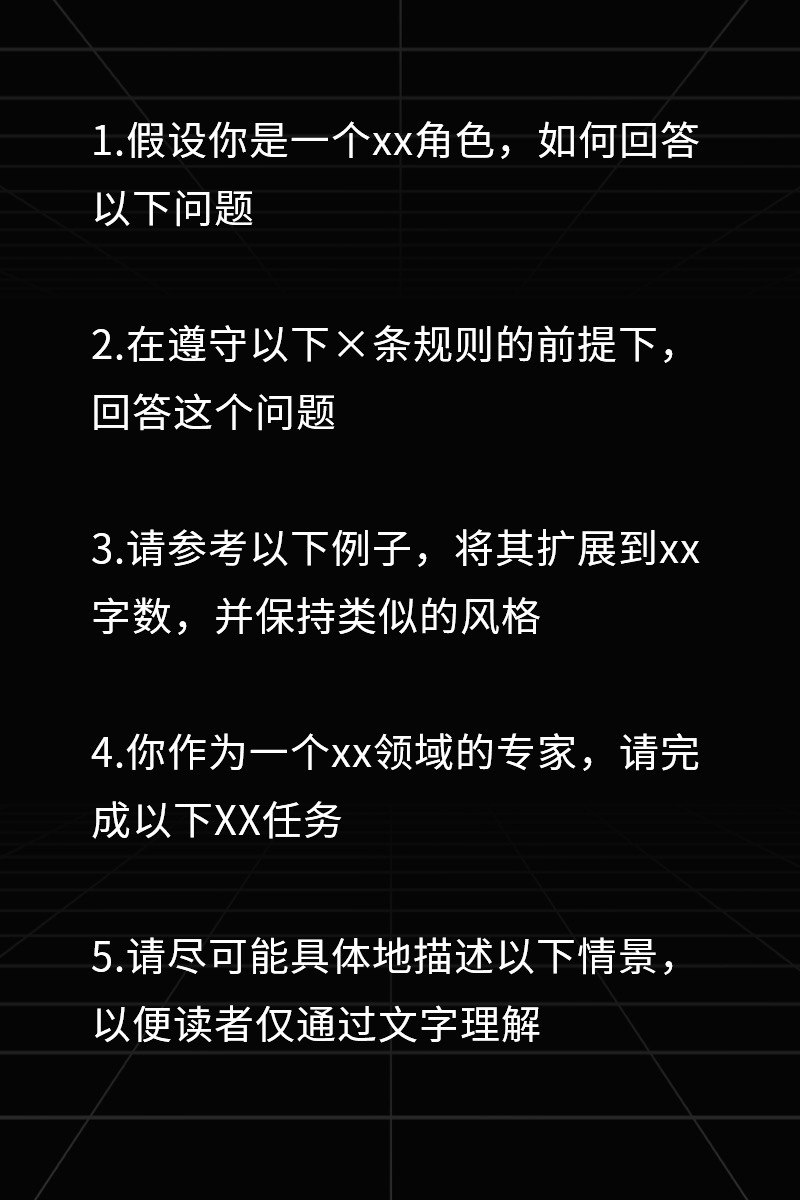 1.假设你是一个xx角色，如何回答
以下问题
2.在遵守以下×条规则的前提下，
回答这个问题
3.请参考以下例子，将其扩展到xx
字数，并保持类似的风格
4.你作为一个xx领域的专家，请完
成以下XX任务
5.请尽可能具体地描述以下情景，
以便读者仅通过文字理解